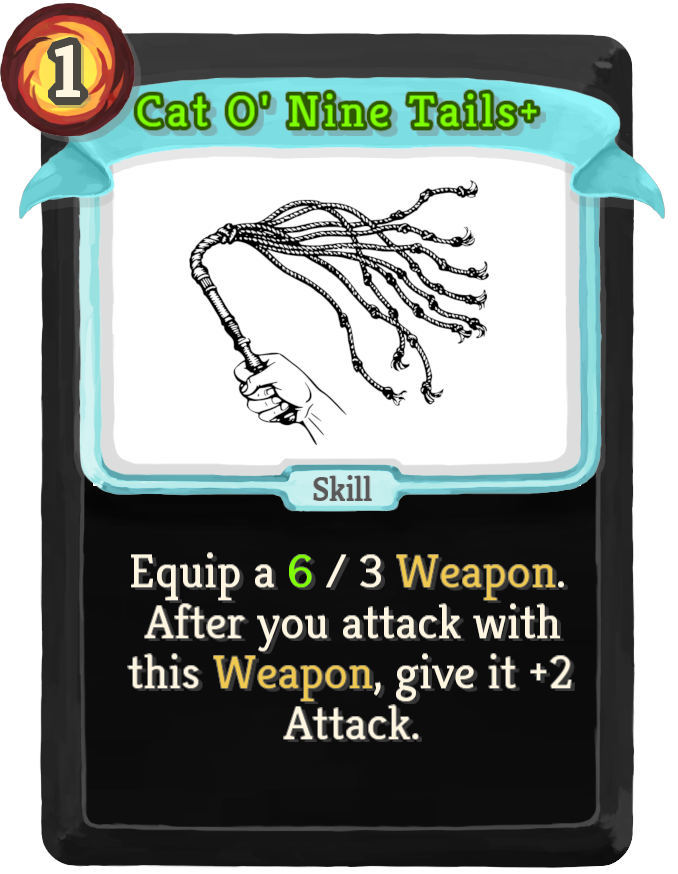 1
Cat O' Nine Tails+
Skill
Equip a 6 / 3 Weapon.
After you attack with
this Weapon, give it +2
Attack.